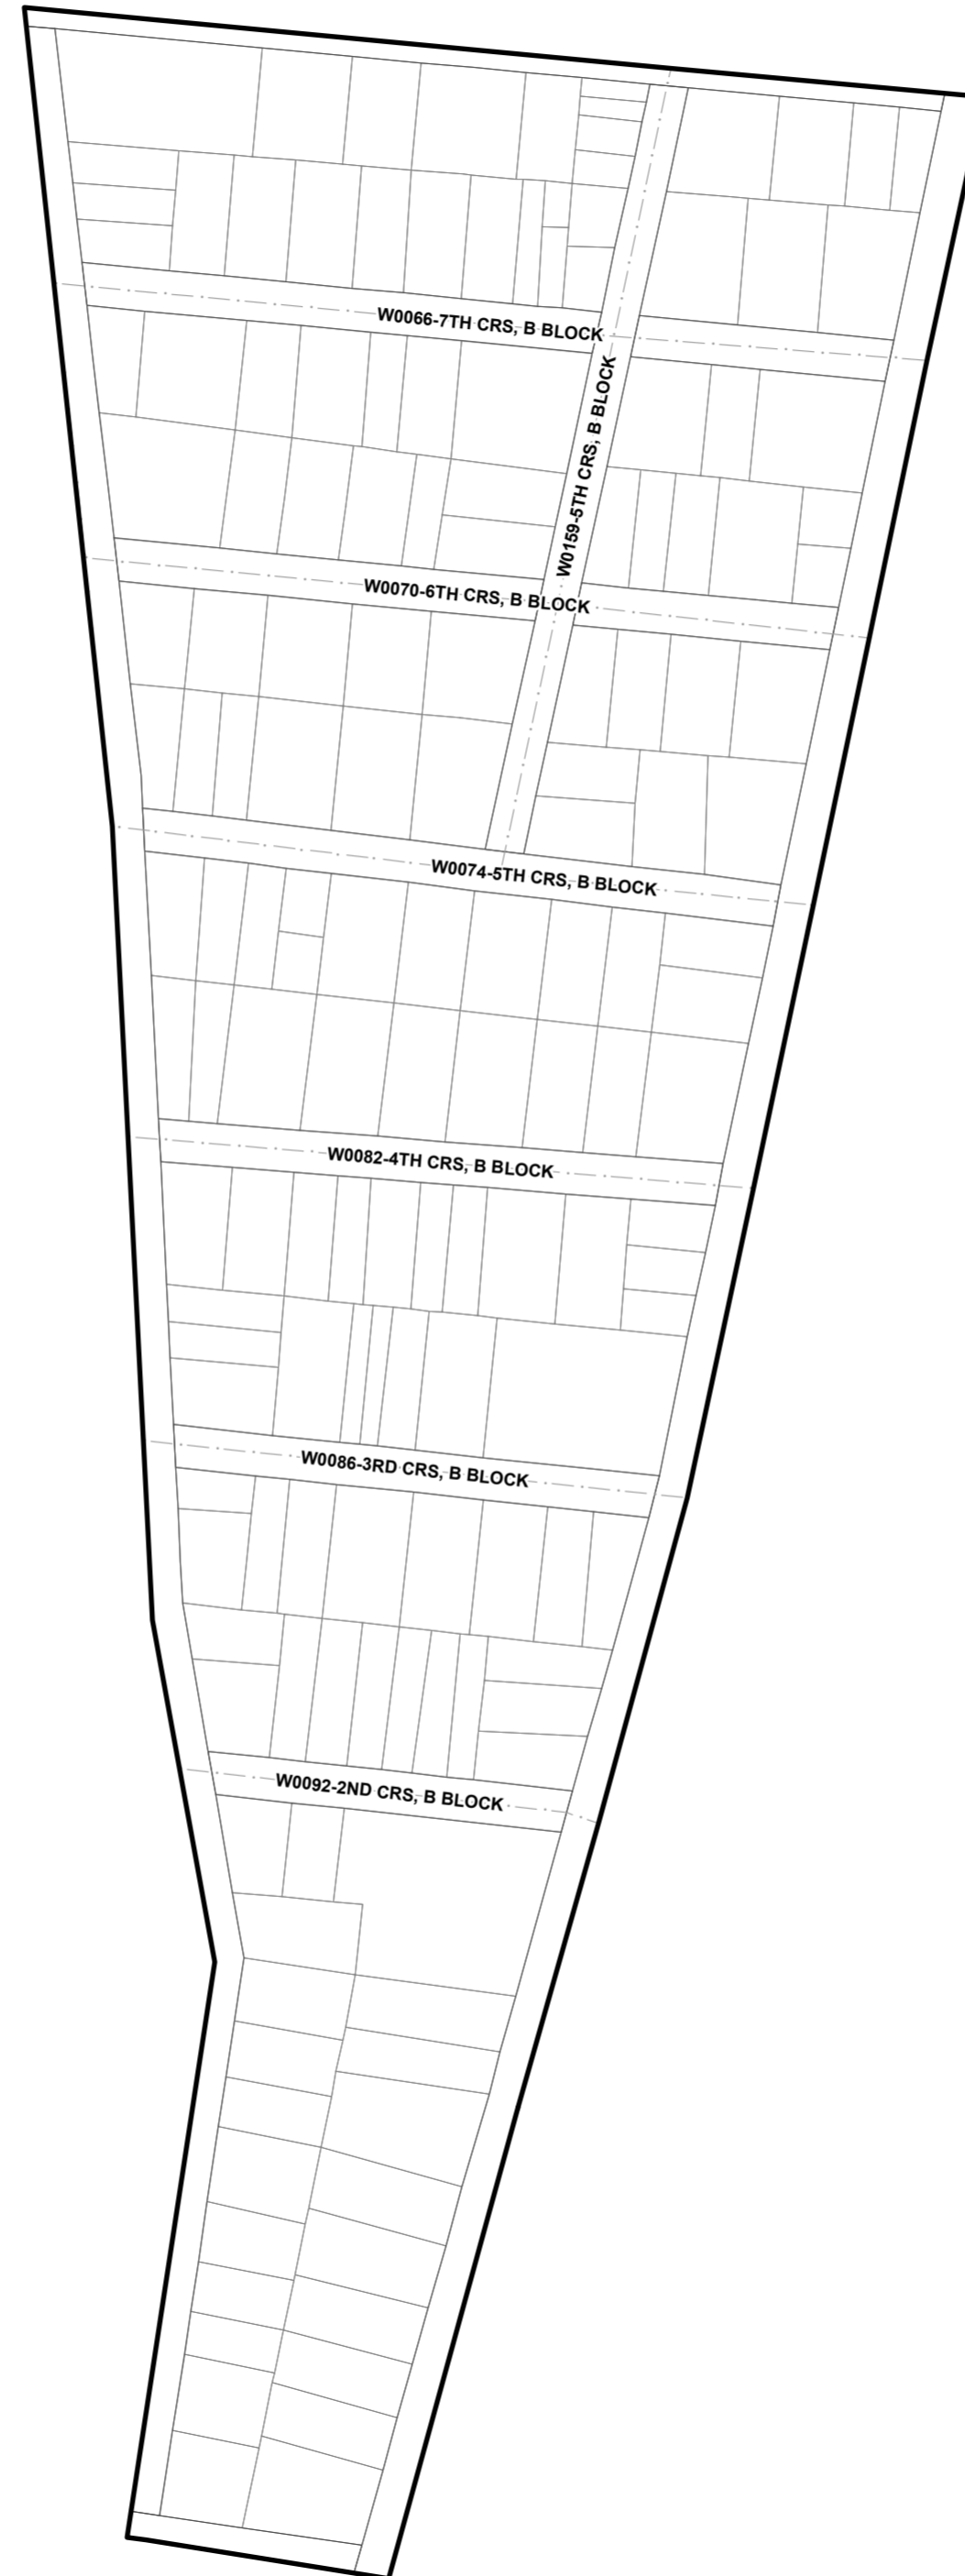 W0066-7TH CRS, B BLOCK
W0159-5TH CRS, B BLOCK
W0070-6TH CRS, B BLOCK
W0074-5TH CRS, B BLOCK
W0082-4TH CRS, B BLOCK
W0086-3RD CRS, B BLOCK
W0092-2ND CRS, B BLOCK